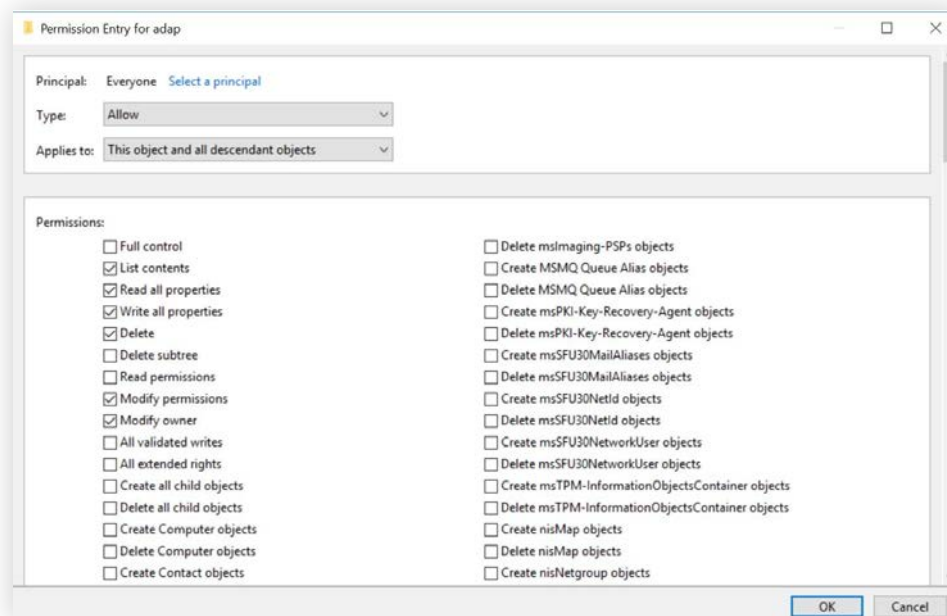 Permission Entry for adap
Principal: Everyone Select a principal
Type: Allow
Applies to: This object and all descendant objects
Permissions:
Full control
List contents
Read all properties
Write all properties
Delete
Delete subtree
Read permissions
Modify permissions
Modify owner
All validated writes
All extended rights
Create all child objects
Delete all child objects
Create Computer objects
Delete Computer objects
Create Contact objects
Delete msImaging-PSPs objects
Create MSMQ Queue Alias objects
Delete MSMQ Queue Alias objects
Create msPKI-Key-Recovery-Agent objects
Delete msPKI-Key-Recovery-Agent objects
Create msSFU30MailAliases objects
Delete msSFU30MailAliases objects
Create msSFU30NetId objects
Delete msSFU30NetId objects
Create msSFU30NetworkUser objects
Delete msSFU30NetworkUser objects
Create msTPM-InformationObjectsContainer objects
Delete msTPM-InformationObjectsContainer objects
Create nisMap objects
Delete nisMap objects
Create nisNetgroup objects
OK Cancel